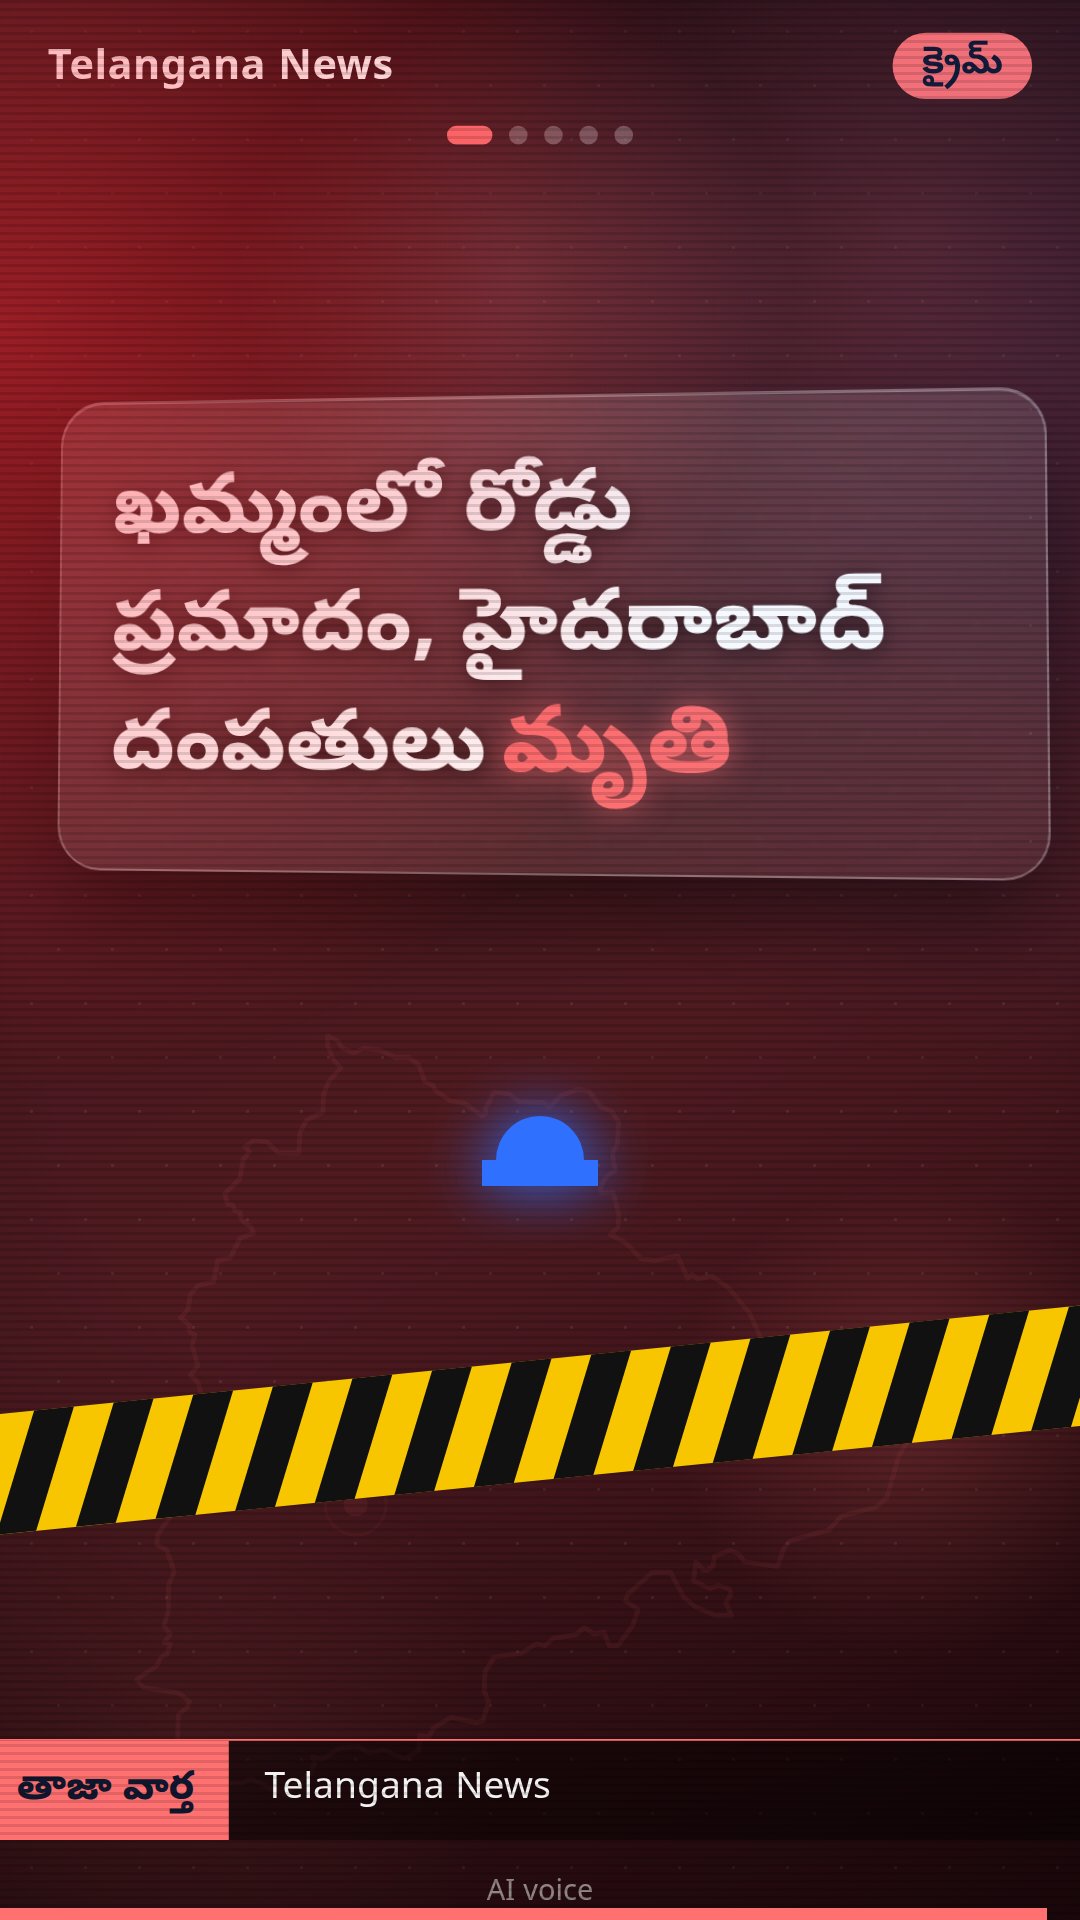 Telangana News
క్రైమ్
ఖమ్మంలో రోడ్డు
ప్రమాదం, హైదరాబాద్
దంపతులు మృతి
తాజా వార్త
Telangana News
AI voice